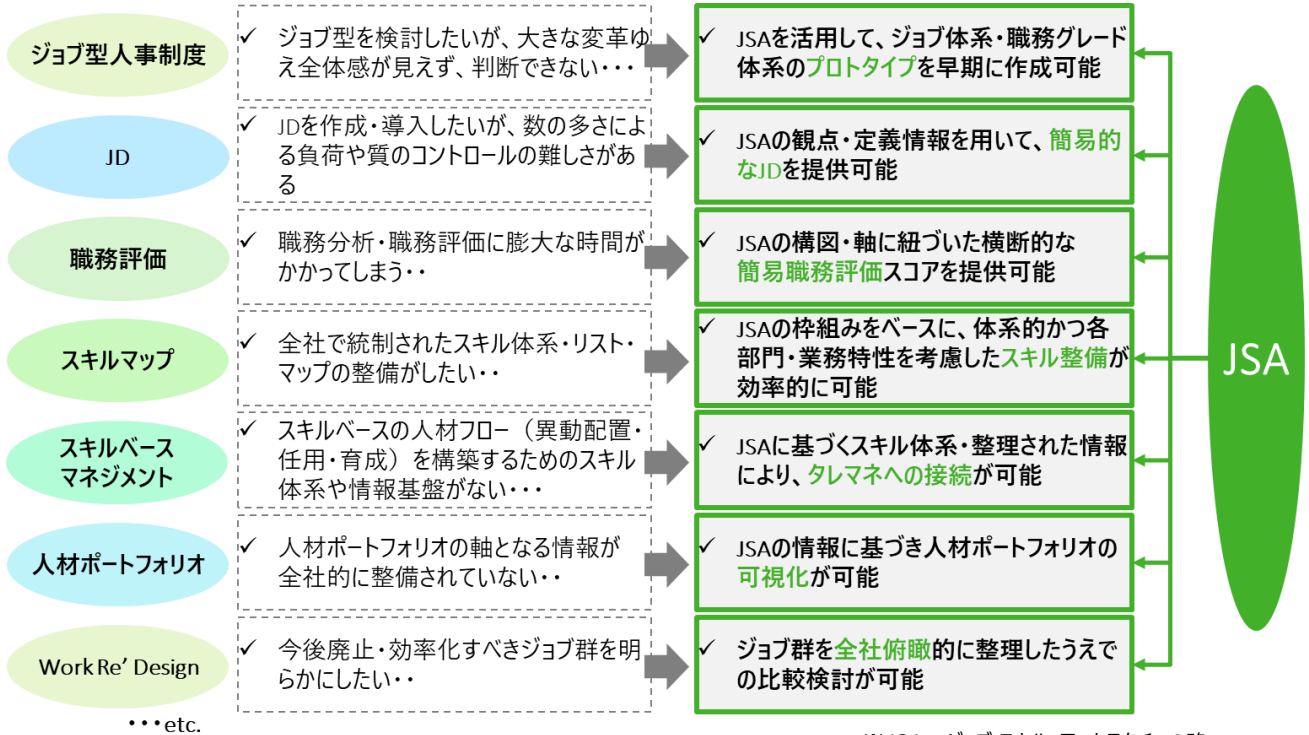 ジョブ型人事制度
✓ ジョブ型を検討したいが、大きな変革ゆ
え全体感が見えず、判断できない・・・
✓ JSAを活用して、ジョブ体系・職務グレード
体系のプロトタイプを早期に作成可能
JD
✓ JDを作成・導入したいが、数の多さによ
る負荷や質のコントロールの難しさがあ
る
✓ JSAの観点・定義情報を用いて、簡易的
なJDを提供可能
職務評価
✓ 職務分析・職務評価に膨大な時間が
かかってしまう・・
✓ JSAの構図・軸に紐づいた横断的な
簡易職務評価スコアを提供可能
スキルマップ
✓ 全社で統制されたスキル体系・リスト・
マップの整備がしたい・・
✓ JSAの枠組みをベースに、体系的かつ各
部門・業務特性を考慮したスキル整備が
効率的に可能
スキルベース
マネジメント
✓ スキルベースの人材フロー（異動配置・
任用・育成）を構築するためのスキル
体系や情報基盤がない・・・
✓ JSAに基づくスキル体系・整理された情報
により、タレマネへの接続が可能
人材ポートフォリオ
✓ 人材ポートフォリオの軸となる情報が
全社的に整備されていない・・
✓ JSAの情報に基づき人材ポートフォリオの
可視化が可能
Work Re’ Design
✓ 今後廃止・効率化すべきジョブ群を明
らかにしたい・・
✓ ジョブ群を全社俯瞰的に整理したうえで
の比較検討が可能
・・・etc.
JSA